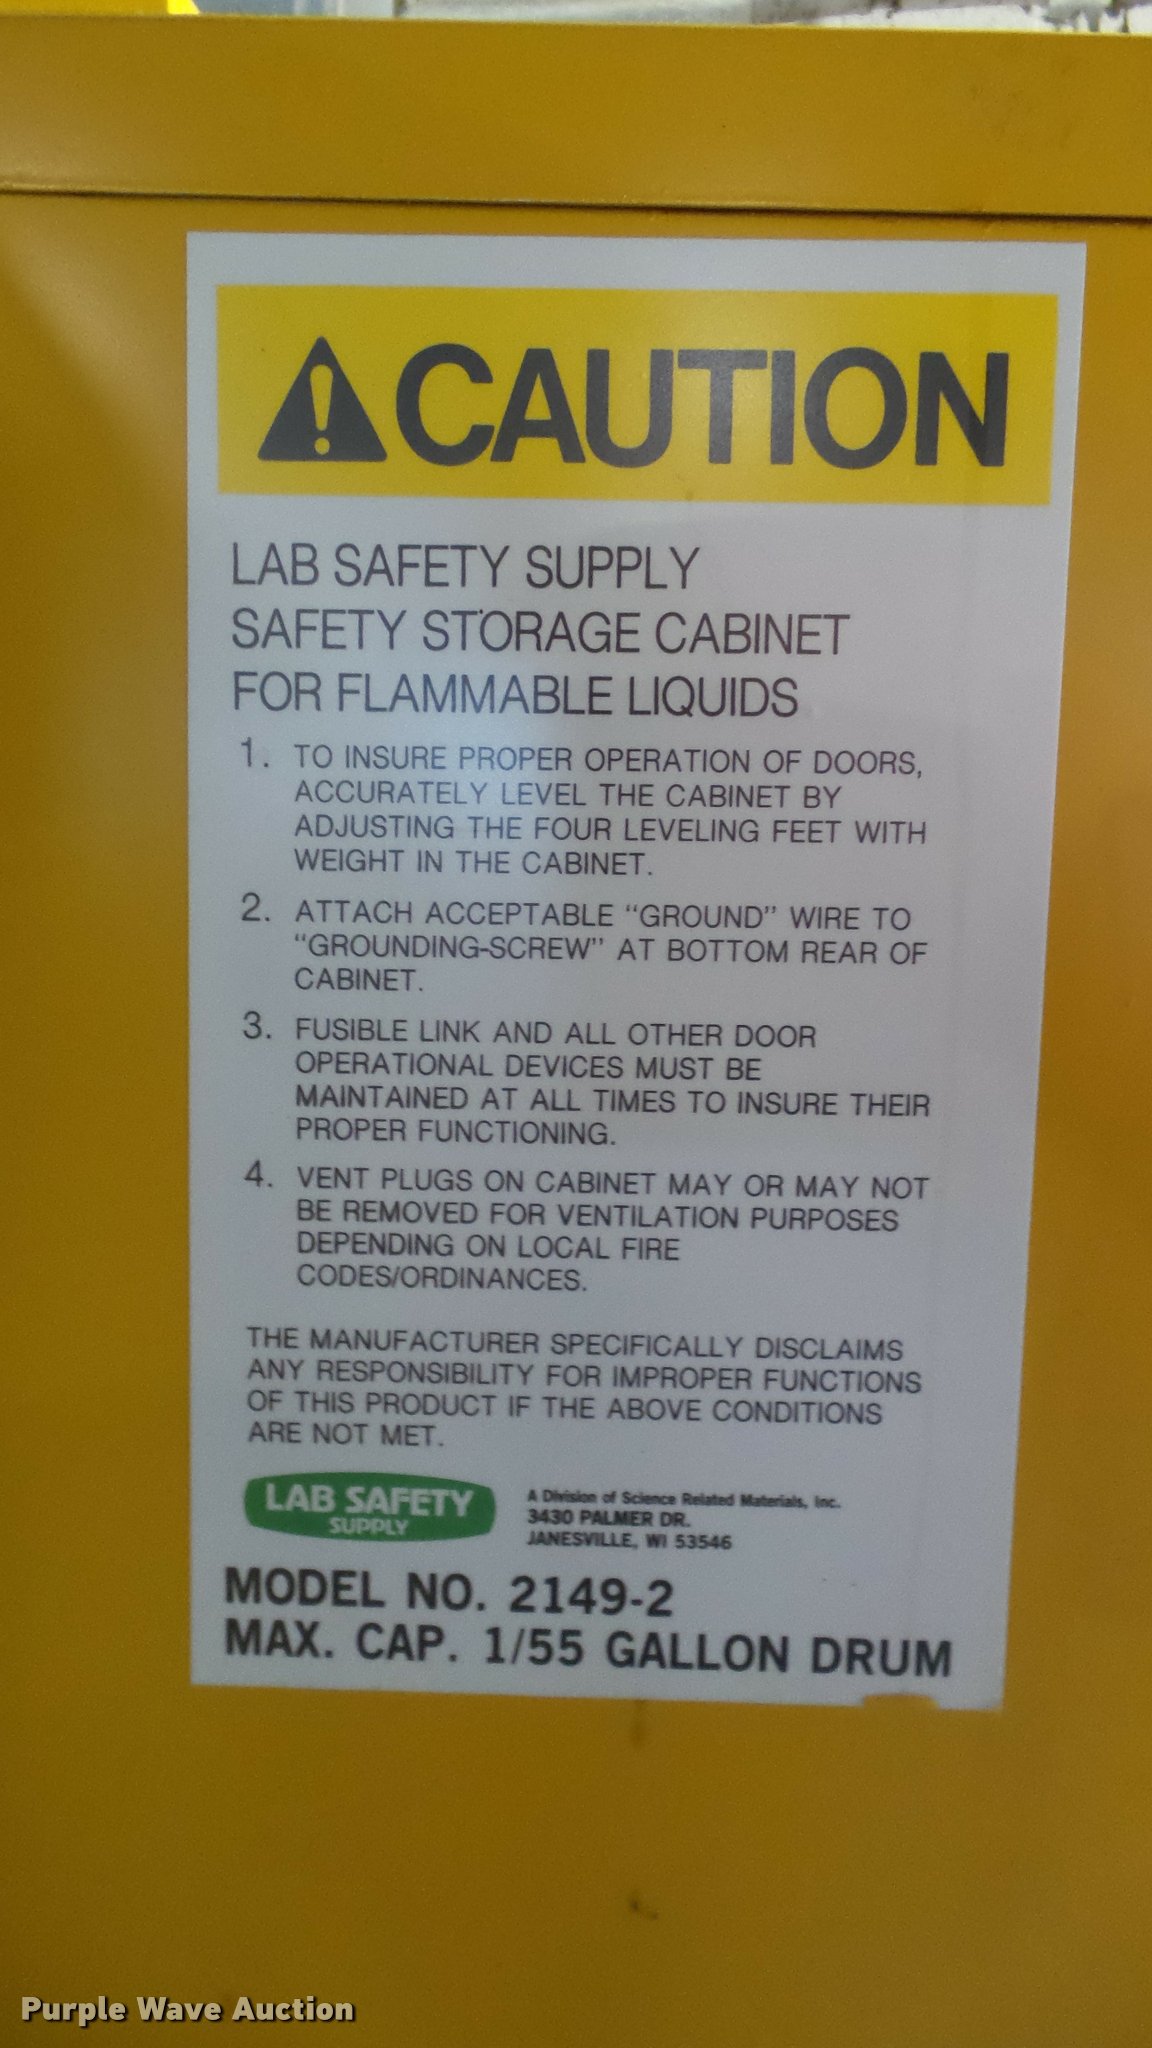 CAUTION
LAB SAFETY SUPPLY
SAFETY STORAGE CABINET
FOR FLAMMABLE LIQUIDS
1. TO INSURE PROPER OPERATION OF DOORS,
ACCURATELY LEVEL THE CABINET BY
ADJUSTING THE FOUR LEVELING FEET WITH
WEIGHT IN THE CABINET.
2. ATTACH ACCEPTABLE "GROUND" WIRE TO
"GROUNDING-SCREW" AT BOTTOM REAR OF
CABINET.
3. FUSIBLE LINK AND ALL OTHER DOOR
OPERATIONAL DEVICES MUST BE
MAINTAINED AT ALL TIMES TO INSURE THEIR
PROPER FUNCTIONING.
4. VENT PLUGS ON CABINET MAY OR MAY NOT
BE REMOVED FOR VENTILATION PURPOSES
DEPENDING ON LOCAL FIRE
CODES/ORDINANCES.
THE MANUFACTURER SPECIFICALLY DISCLAIMS
ANY RESPONSIBILITY FOR IMPROPER FUNCTIONS
OF THIS PRODUCT IF THE ABOVE CONDITIONS
ARE NOT MET.
LAB SAFETY
SUPPLY
A Division of Science Related Materials, Inc.
3430 PALMER DR.
JANESVILLE, WI 53546
MODEL NO. 2149-2
MAX. CAP. 1/55 GALLON DRUM
Purple Wave Auction